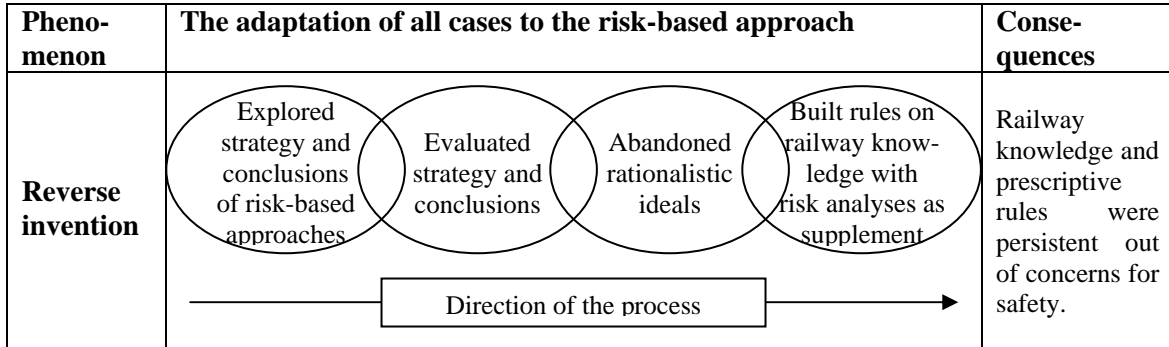 Pheno-
menon
The adaptation of all cases to the risk-based approach
Conse-
quences
Reverse
invention
Explored
strategy and
conclusions
of risk-based
approaches
Evaluated
strategy and
conclusions
Abandoned
rationalistic
ideals
Built rules on
railway know-
ledge with
risk analyses as
supplement
Direction of the process
Railway
knowledge and
prescriptive
rules were
persistent out
of concerns for
safety.